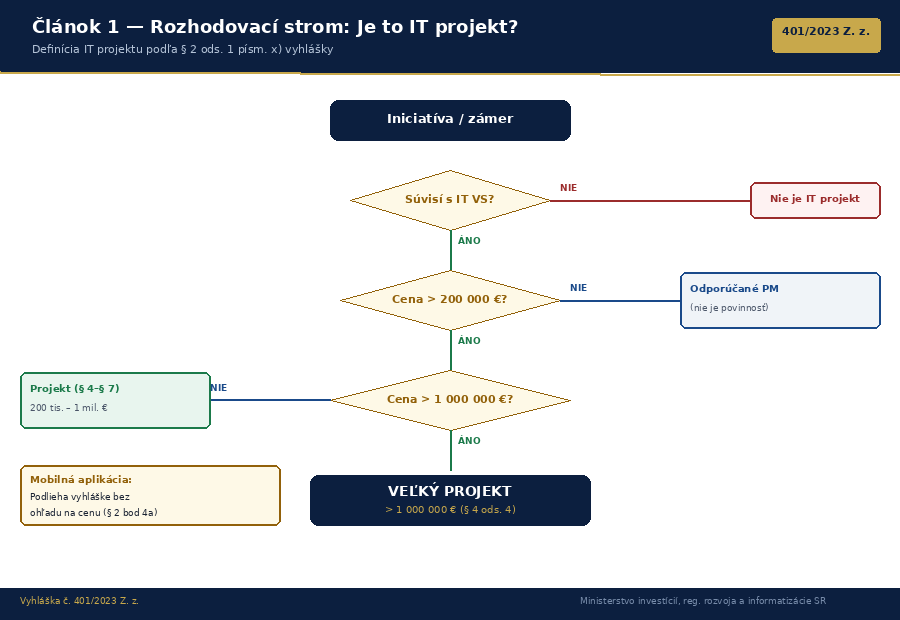 Článok 1 — Rozhodovací strom: Je to IT projekt?
Definícia IT projektu podľa § 2 ods. 1 písm. x) vyhlášky
401/2023 Z. z.
Iniciatíva / zámer
Súvisí s IT VS?
NIE
Nie je IT projekt
ÁNO
Cena > 200 000 €?
NIE
Odporúčané PM
(nie je povinnosť)
ÁNO
Cena > 1 000 000 €?
NIE
Projekt (§ 4–§ 7)
200 tis. – 1 mil. €
ÁNO
VEĽKÝ PROJEKT
> 1 000 000 € (§ 4 ods. 4)
Mobilná aplikácia:
Podlieha vyhláške bez
ohľadu na cenu (§ 2 bod 4a)
Vyhláška č. 401/2023 Z. z.
Ministerstvo investícií, reg. rozvoja a informatizácie SR